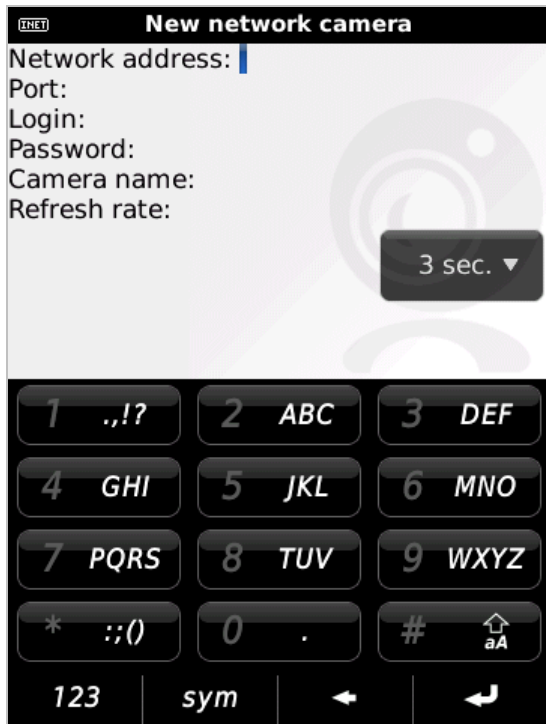 INET New network camera
Network address:
Port:
Login:
Password:
Camera name:
Refresh rate:
3 sec. ▼
1 .,!? 2 ABC 3 DEF
4 GHI 5 JKL 6 MNO
7 PQRS 8 TUV 9 WXYZ
* :;() 0 . # aA
123 sym